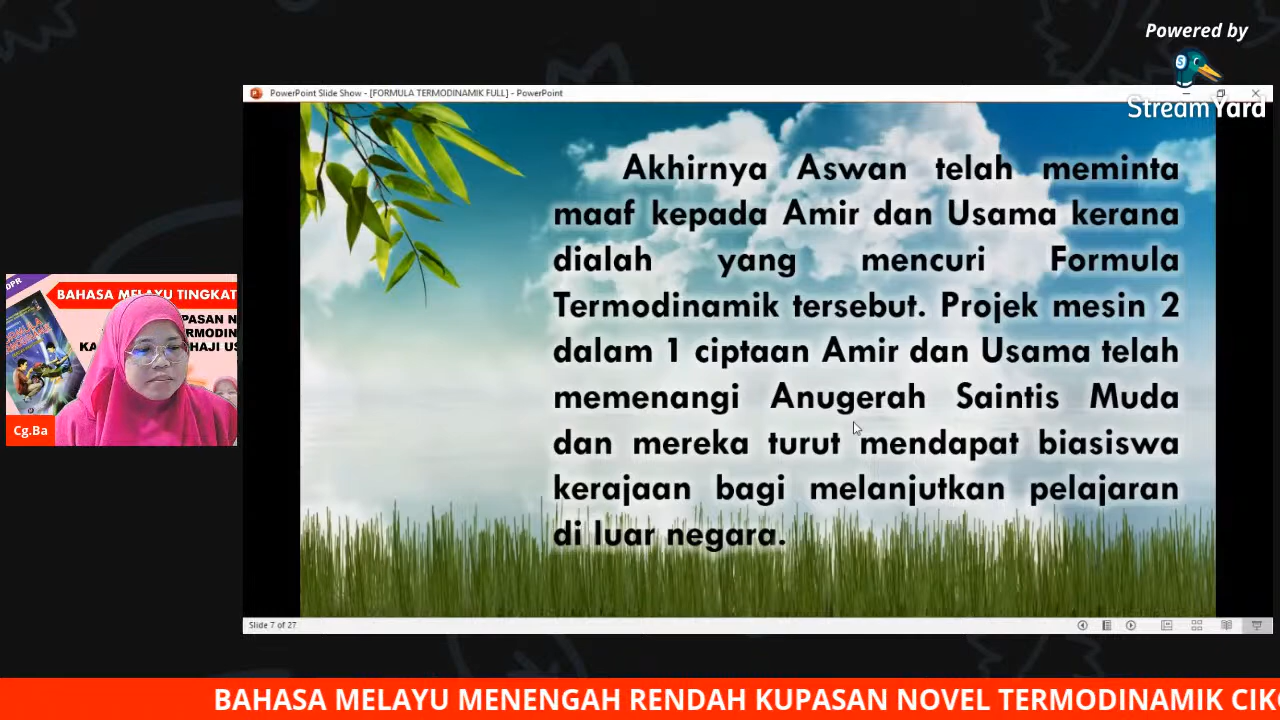 Powered by
StreamYard
PowerPoint Slide Show - [FORMULA TERMODINAMIK FULL] - PowerPoint
Akhirnya Aswan telah meminta
maaf kepada Amir dan Usama kerana
dialah yang mencuri Formula
Termodinamik tersebut. Projek mesin 2
dalam 1 ciptaan Amir dan Usama telah
memenangi Anugerah Saintis Muda
dan mereka turut mendapat biasiswa
kerajaan bagi melanjutkan pelajaran
di luar negara.
Slide 7 of 27
BAHASA MELAYU TINGKAT
Cg.Ba
BAHASA MELAYU MENENGAH RENDAH KUPASAN NOVEL TERMODINAMIK